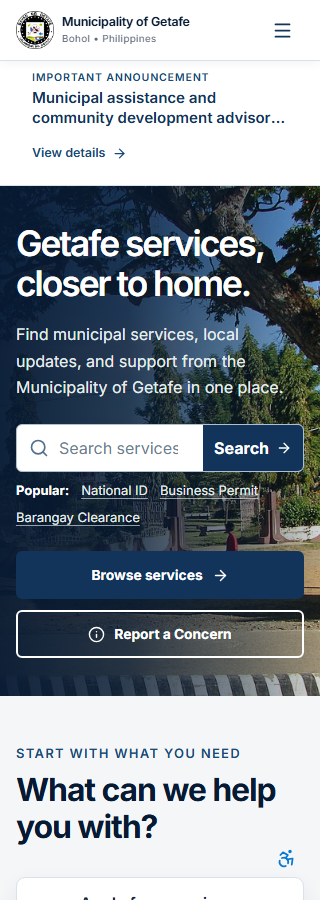 Municipality of Getafe
Bohol • Philippines
IMPORTANT ANNOUNCEMENT
Municipal assistance and
community development advisor...
View details →
Getafe services,
closer to home.
Find municipal services, local
updates, and support from the
Municipality of Getafe in one place.
Search services
Search →
Popular: National ID Business Permit
Barangay Clearance
Browse services →
Report a Concern
START WITH WHAT YOU NEED
What can we help
you with?